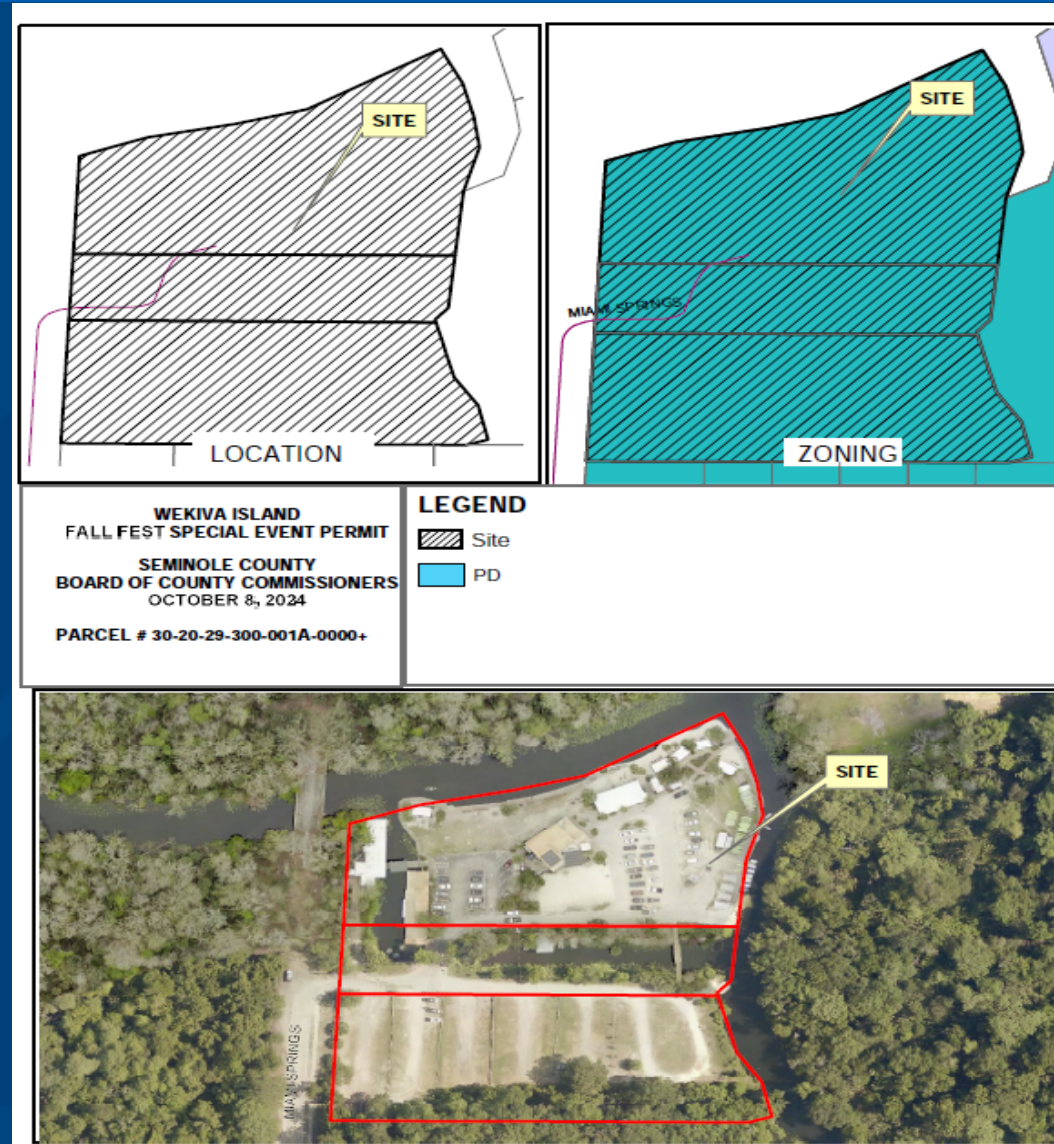 SITE
LOCATION
SITE
MIAMI SPRINGS
ZONING
WEKIVA ISLAND
FALL FEST SPECIAL EVENT PERMIT
SEMINOLE COUNTY
BOARD OF COUNTY COMMISSIONERS
OCTOBER 8, 2024
PARCEL # 30-20-29-300-001A-0000+
LEGEND
Site
PD
SITE
MIAMI SPRINGS